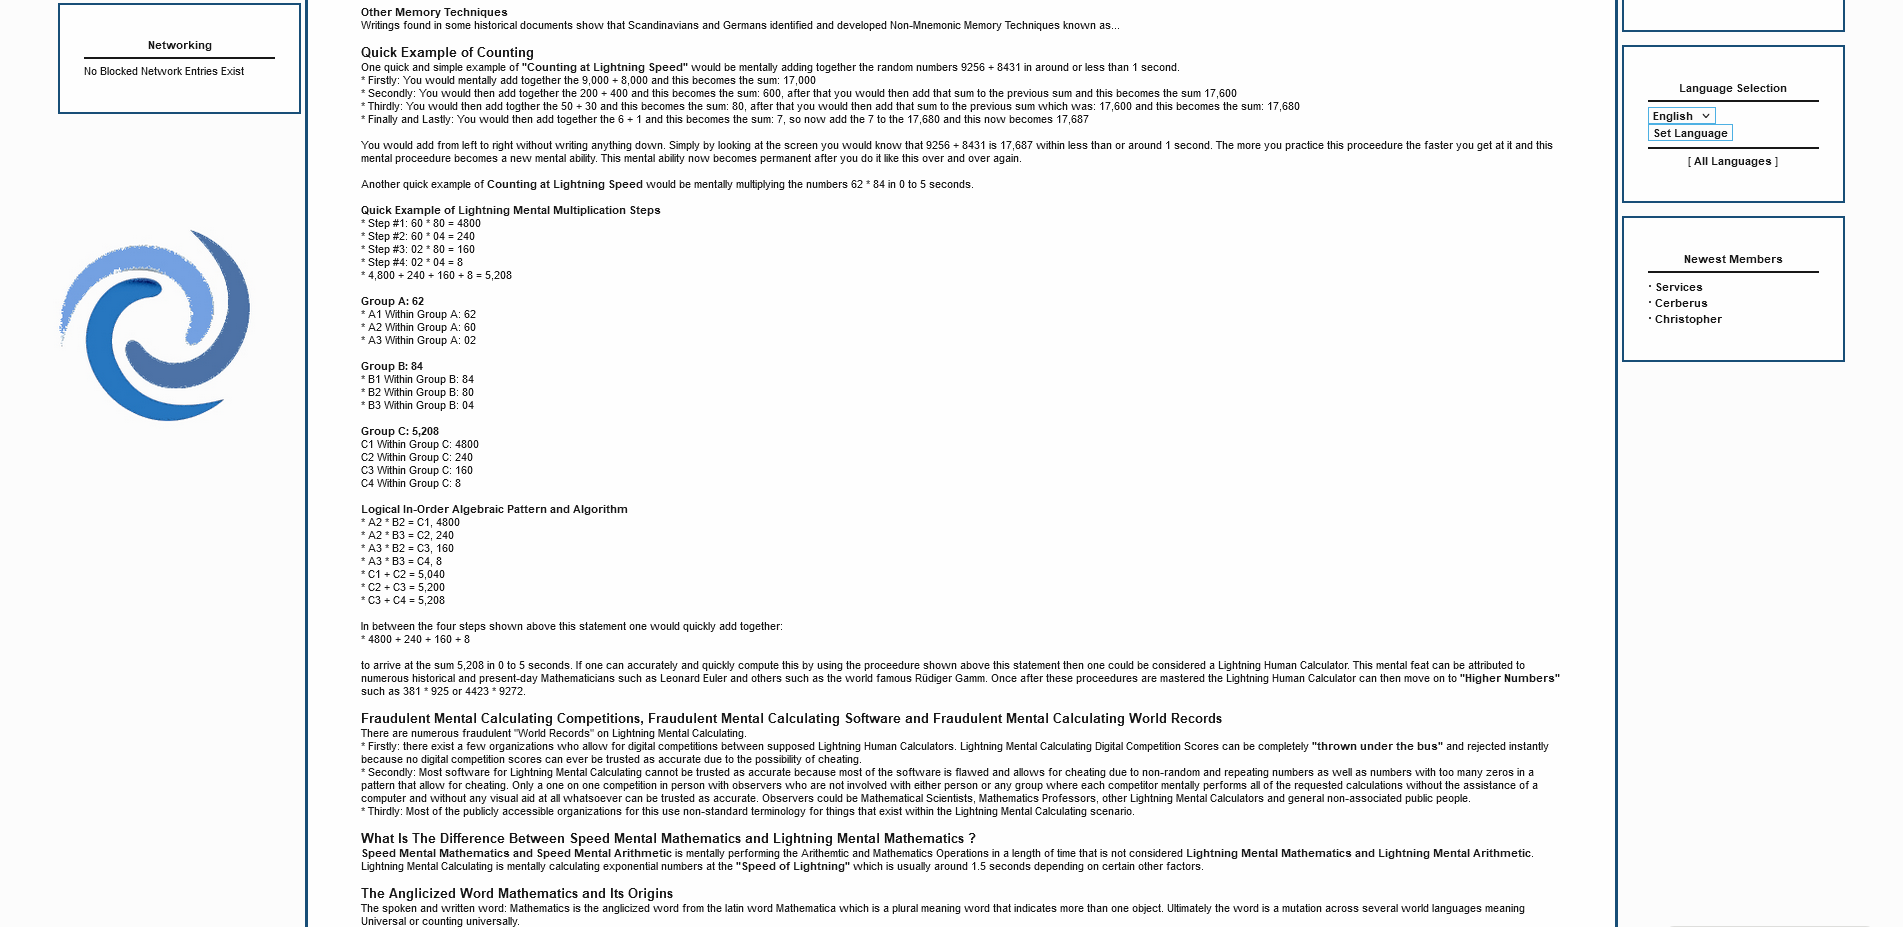 Networking
No Blocked Network Entries Exist
Other Memory Techniques
Writings found in some historical documents show that Scandinavians and Germans identified and developed Non-Mnemonic Memory Techniques known as...
Quick Example of Counting
One quick and simple example of "Counting at Lightning Speed" would be mentally adding together the random numbers 9256 + 8431 in around or less than 1 second.
* Firstly: You would mentally add together the 9,000 + 8,000 and this becomes the sum: 17,000
* Secondly: You would then add together the 200 + 400 and this becomes the sum: 600, after that you would then add that sum to the previous sum and this becomes the sum 17,600
* Thirdly: You would then add togther the 50 + 30 and this becomes the sum: 80, after that you would then add that sum to the previous sum which was: 17,600 and this becomes the sum: 17,680
* Finally and Lastly: You would then add together the 6 + 1 and this becomes the sum: 7, so now add the 7 to the 17,680 and this now becomes 17,687
You would add from left to right without writing anything down. Simply by looking at the screen you would know that 9256 + 8431 is 17,687 within less than or around 1 second. The more you practice this proceedure the faster you get at it and this
mental proceedure becomes a new mental ability. This mental ability now becomes permanent after you do it like this over and over again.
Another quick example of Counting at Lightning Speed would be mentally multiplying the numbers 62 * 84 in 0 to 5 seconds.
Quick Example of Lightning Mental Multiplication Steps
* Step #1: 60 * 80 = 4800
* Step #2: 60 * 04 = 240
* Step #3: 02 * 80 = 160
* Step #4: 02 * 04 = 8
* 4,800 + 240 + 160 + 8 = 5,208
Group A: 62
* A1 Within Group A: 62
* A2 Within Group A: 60
* A3 Within Group A: 02
Group B: 84
* B1 Within Group B: 84
* B2 Within Group B: 80
* B3 Within Group B: 04
Group C: 5,208
C1 Within Group C: 4800
C2 Within Group C: 240
C3 Within Group C: 160
C4 Within Group C: 8
Logical In-Order Algebraic Pattern and Algorithm
* A2 * B2 = C1, 4800
* A2 * B3 = C2, 240
* A3 * B2 = C3, 160
* A3 * B3 = C4, 8
* C1 + C2 = 5,040
* C2 + C3 = 5,200
* C3 + C4 = 5,208
In between the four steps shown above this statement one would quickly add together:
* 4800 + 240 + 160 + 8
to arrive at the sum 5,208 in 0 to 5 seconds. If one can accurately and quickly compute this by using the proceedure shown above this statement then one could be considered a Lightning Human Calculator. This mental feat can be attributed to
numerous historical and present-day Mathematicians such as Leonard Euler and others such as the world famous Rüdiger Gamm. Once after these proceedures are mastered the Lightning Human Calculator can then move on to "Higher Numbers"
such as 381 * 925 or 4423 * 9272.
Fraudulent Mental Calculating Competitions, Fraudulent Mental Calculating Software and Fraudulent Mental Calculating World Records
There are numerous fraudulent "World Records" on Lightning Mental Calculating.
* Firstly: there exist a few organizations who allow for digital competitions between supposed Lightning Human Calculators. Lightning Mental Calculating Digital Competition Scores can be completely "thrown under the bus" and rejected instantly
because no digital competition scores can ever be trusted as accurate due to the possibility of cheating.
* Secondly: Most software for Lightning Mental Calculating cannot be trusted as accurate because most of the software is flawed and allows for cheating due to non-random and repeating numbers as well as numbers with too many zeros in a
pattern that allow for cheating. Only a one on one competition in person with observers who are not involved with either person or any group where each competitor mentally performs all of the requested calculations without the assistance of a
computer and without any visual aid at all whatsoever can be trusted as accurate. Observers could be Mathematical Scientists, Mathematics Professors, other Lightning Mental Calculators and general non-associated public people.
* Thirdly: Most of the publicly accessible organizations for this use non-standard terminology for things that exist within the Lightning Mental Calculating scenario.
What Is The Difference Between Speed Mental Mathematics and Lightning Mental Mathematics ?
Speed Mental Mathematics and Speed Mental Arithmetic is mentally performing the Arithemtic and Mathematics Operations in a length of time that is not considered Lightning Mental Mathematics and Lightning Mental Arithmetic.
Lightning Mental Calculating is mentally calculating exponential numbers at the "Speed of Lightning" which is usually around 1.5 seconds depending on certain other factors.
The Anglicized Word Mathematics and Its Origins
The spoken and written word: Mathematics is the anglicized word from the latin word Mathematica which is a plural meaning word that indicates more than one object. Ultimately the word is a mutation across several world languages meaning
Universal or counting universally.
Language Selection
English
Set Language
[ All Languages ]
Newest Members
· Services
· Cerberus
· Christopher